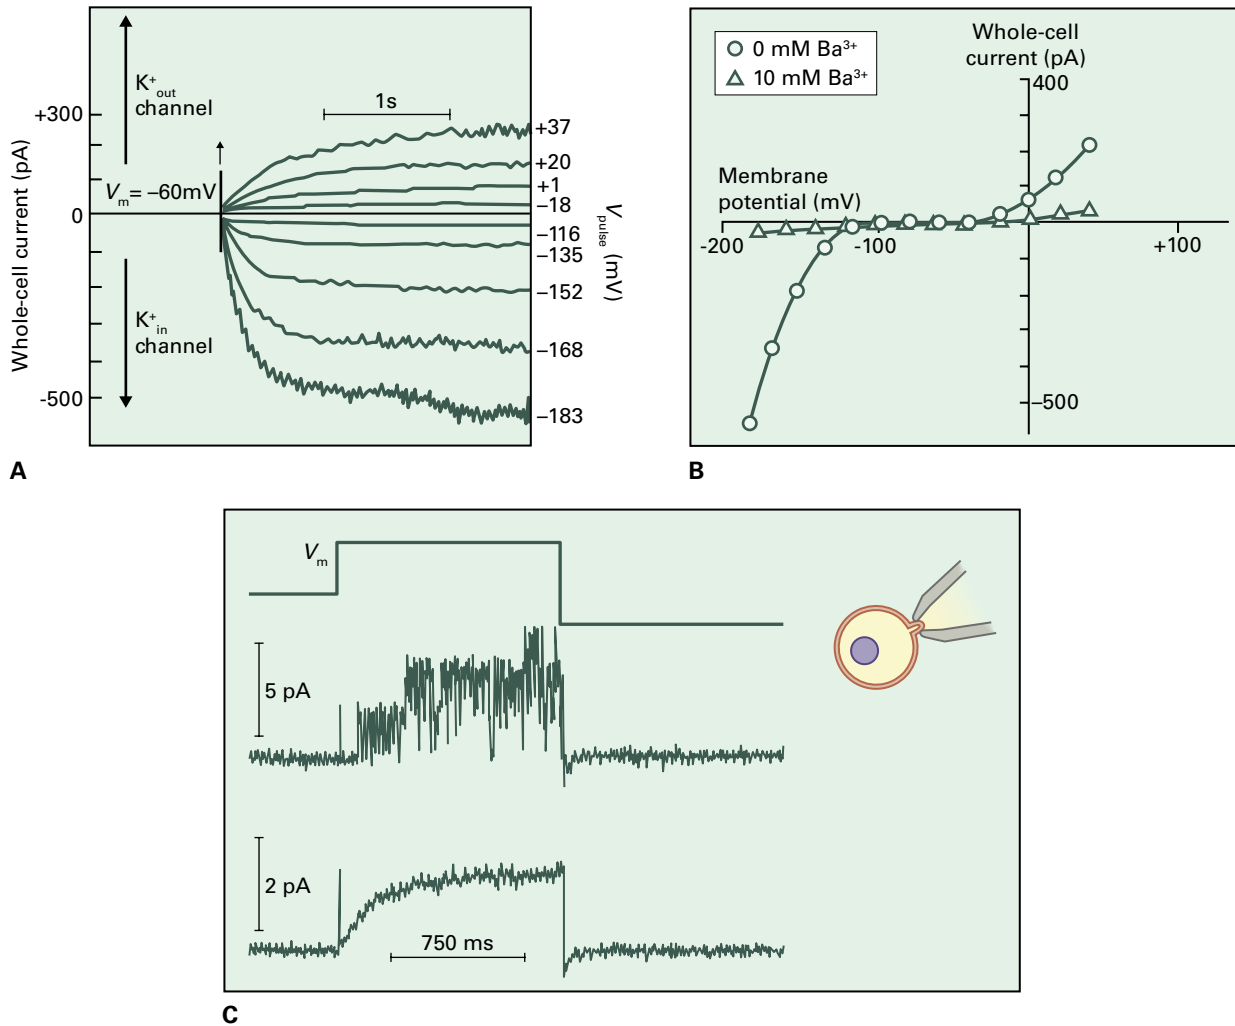 K⁺out
channel
+300
1s
+37
+20
+1
−18
Vm = −60mV
0
−116
−135
−152
−168
−183
K⁺in
channel
-500
Whole-cell current (pA)
Vpulse (mV)
A
0 mM Ba³⁺
10 mM Ba³⁺
Whole-cell
current (pA)
400
Membrane
potential (mV)
-200
-100
+100
−500
B
Vm
5 pA
2 pA
750 ms
C